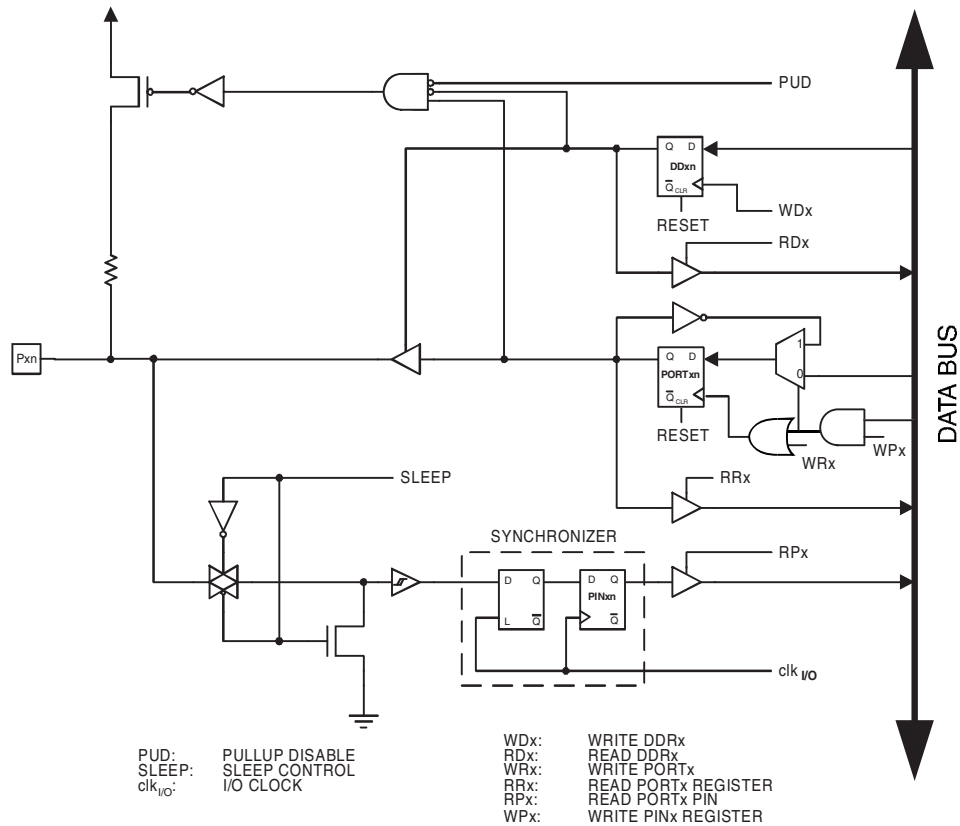 PUD
Q D
DDxn
Q CLR
WDx
RESET
RDx
Pxn
1
Q D
0
PORTxn
Q CLR
RESET
WRx
WPx
DATA BUS
RRx
SLEEP
SYNCHRONIZER
RPx
D Q
D Q
PINxn
L Q
Q
clk I/O
PUD: PULLUP DISABLE
SLEEP: SLEEP CONTROL
clkI/O: I/O CLOCK
WDx: WRITE DDRx
RDx: READ DDRx
WRx: WRITE PORTx
RRx: READ PORTx REGISTER
RPx: READ PORTx PIN
WPx: WRITE PINx REGISTER